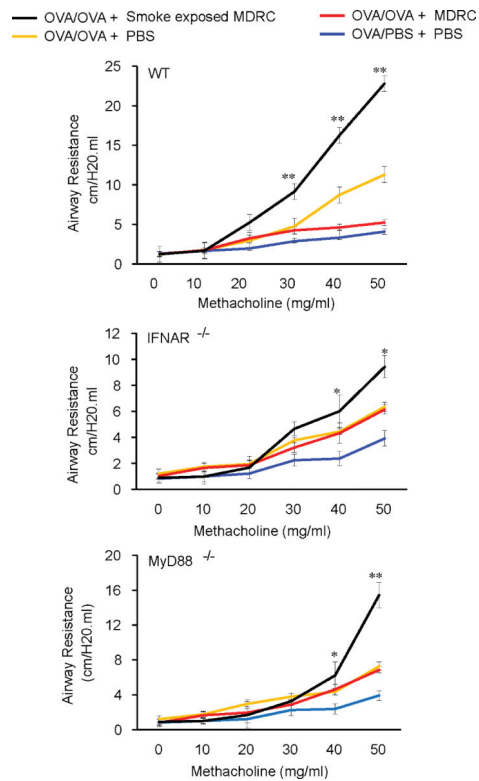 OVA/OVA + Smoke exposed MDRC
OVA/OVA + MDRC
OVA/OVA + PBS
OVA/PBS + PBS
WT
Airway Resistance
cm/H20.ml
25
20
15
10
5
0
**
**
**
0 10 20 30 40 50
Methacholine (mg/ml)
IFNAR -/-
Airway Resistance
cm/H20.ml
12
10
8
6
4
2
0
*
*
0 10 20 30 40 50
Methacholine (mg/ml)
MyD88 -/-
Airway Resistance
(cm/H20.ml)
20
16
12
8
4
0
**
*
0 10 20 30 40 50
Methacholine (mg/ml)